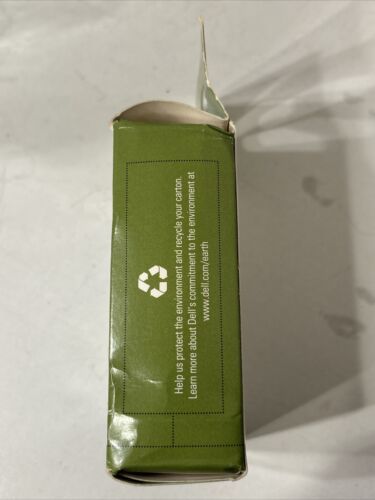 Help us protect the environment and recycle your carton.
Learn more about Dell's commitment to the environment at
www.dell.com/earth